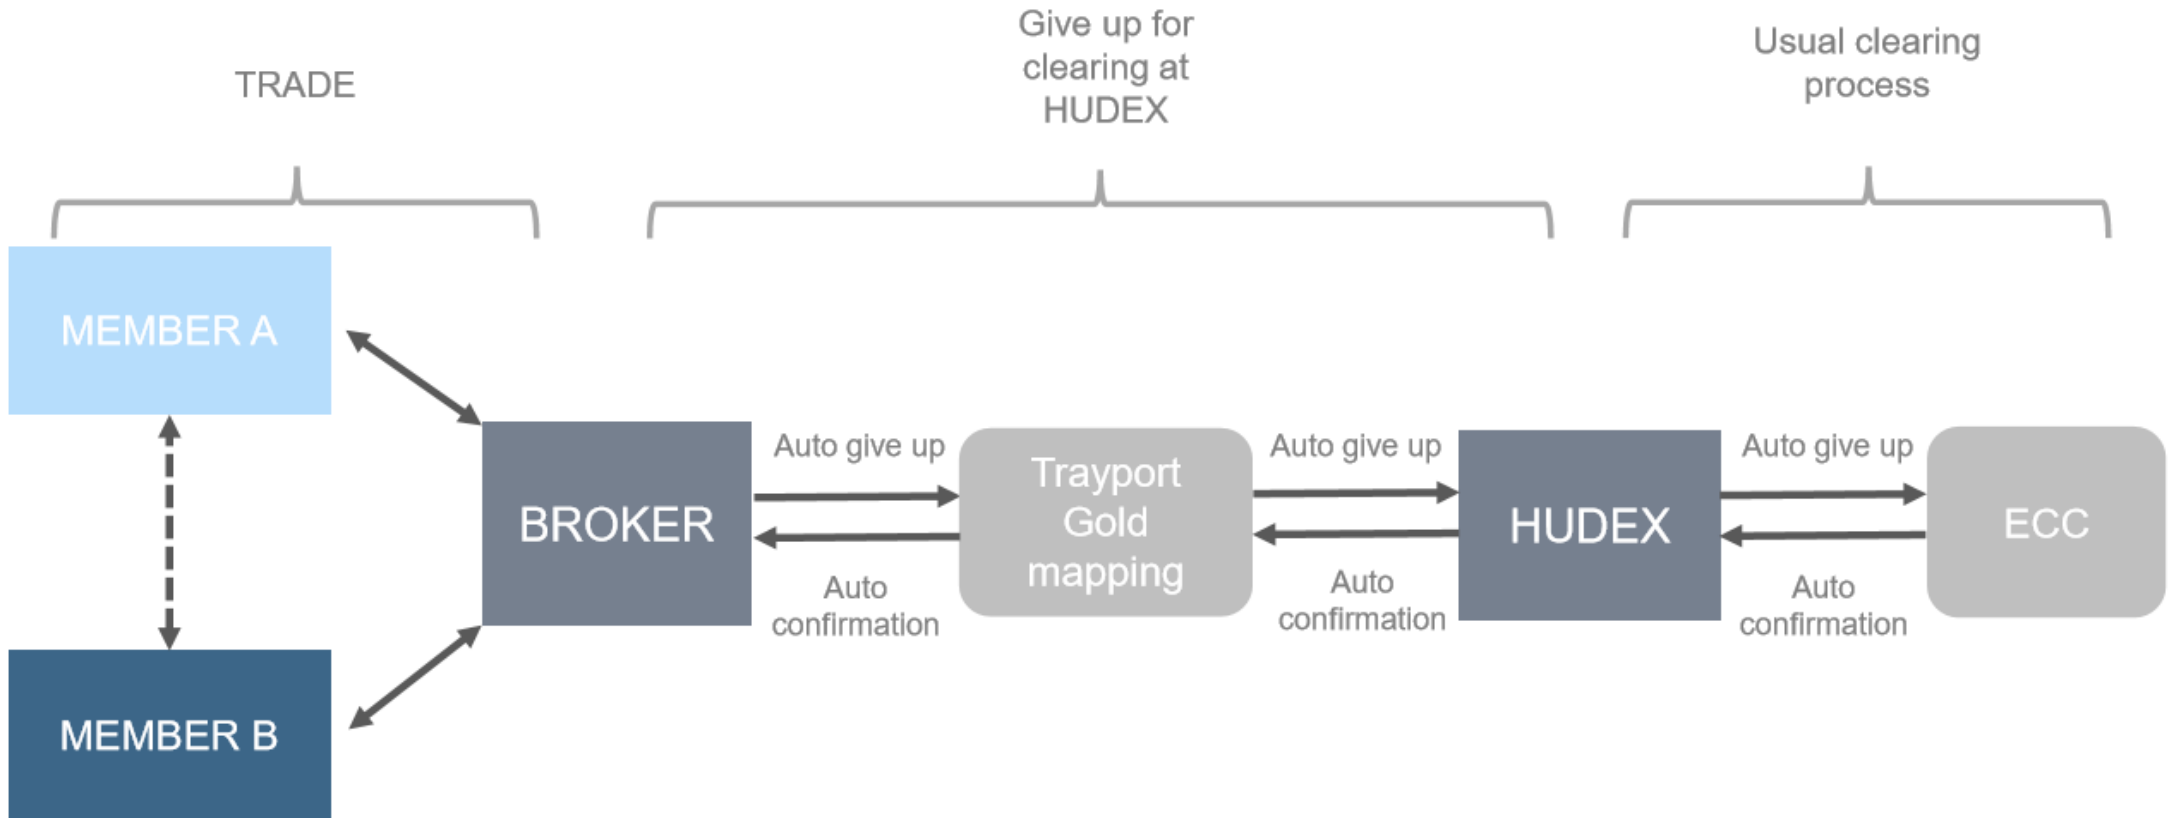 TRADE
Give up for
clearing at
HUDEX
Usual clearing
process
MEMBER A
MEMBER B
BROKER
Auto give up
Auto
confirmation
Trayport
Gold
mapping
Auto give up
Auto
confirmation
HUDEX
Auto give up
Auto
confirmation
ECC